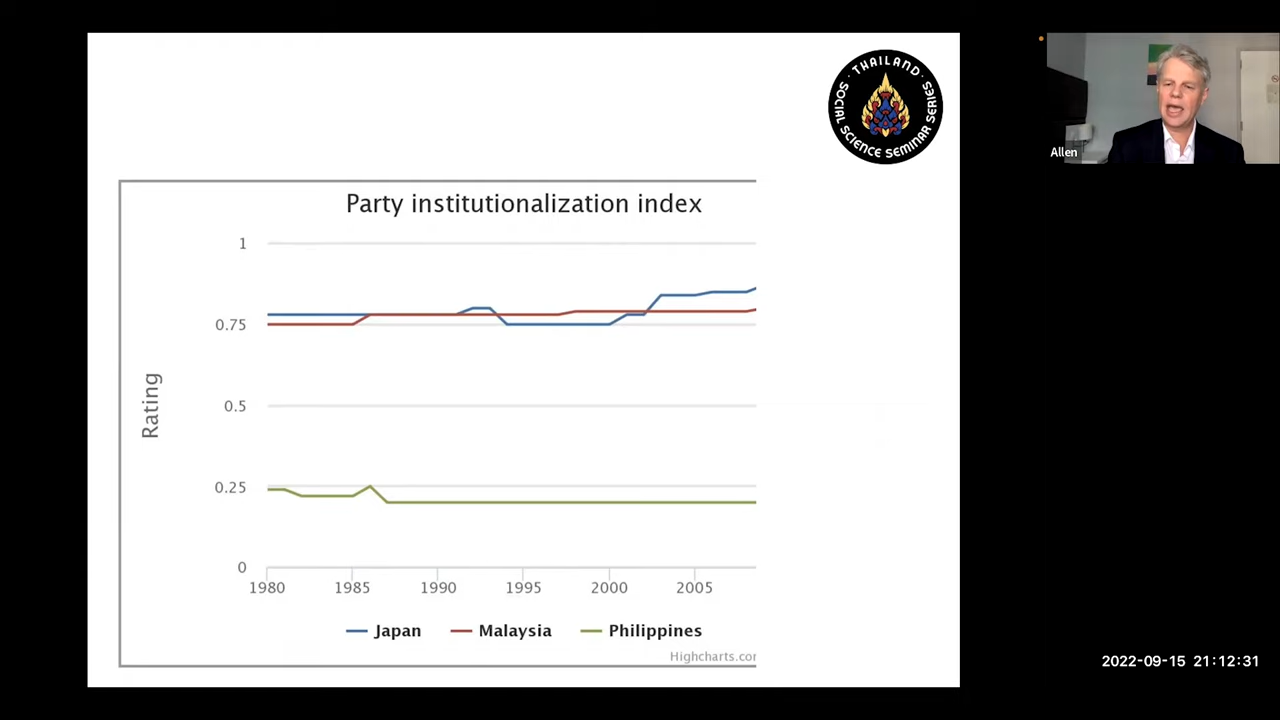 THAILAND
SOCIAL SCIENCE SEMINAR SERIES
Allen
Party institutionalization index
1
0.75
0.5
0.25
0
Rating
1980 1985 1990 1995 2000 2005
Japan Malaysia Philippines
Highcharts.cor
2022-09-15 21:12:31